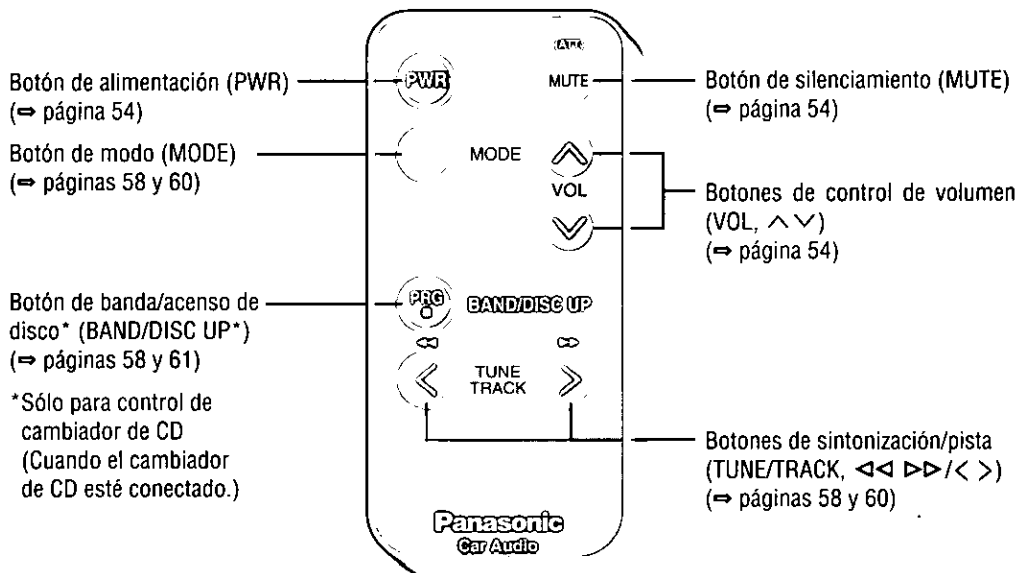 Botón de alimentación (PWR)
(⇒ página 54)
Botón de modo (MODE)
(⇒ páginas 58 y 60)
Botón de banda/acenso de
disco* (BAND/DISC UP*)
(⇒ páginas 58 y 61)
*Sólo para control de
cambiador de CD
(Cuando el cambiador
de CD esté conectado.)
(ATT)
PWR
MUTE
MODE
VOL
PRG
BAND/DISC UP
TUNE
TRACK
Panasonic
Car Audio
Botón de silenciamiento (MUTE)
(⇒ página 54)
Botones de control de volumen
(VOL, ∧ ∨)
(⇒ página 54)
Botones de sintonización/pista
(TUNE/TRACK, ◁◁ ▷▷/< >)
(⇒ páginas 58 y 60)